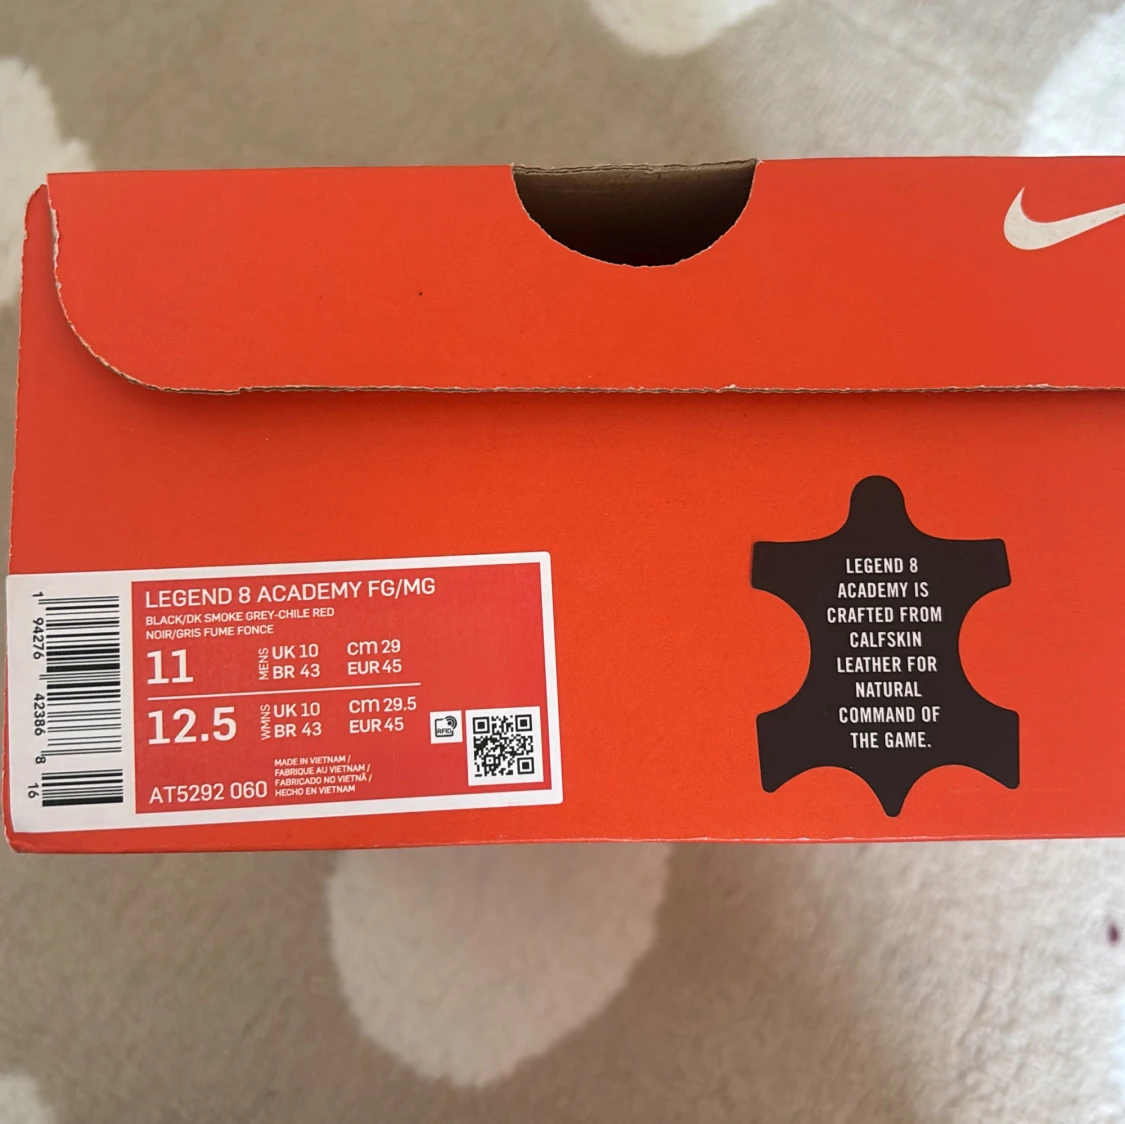 LEGEND 8 ACADEMY FG/MG
BLACK/DK SMOKE GREY-CHILE RED
NOIR/GRIS FUME FONCE
11 MENS UK 10 cm 29
BR 43 EUR 45
12.5 WMNS UK 10 cm 29.5
BR 43 EUR 45
RFID
MADE IN VIETNAM /
FABRIQUE AU VIETNAM /
FABRICADO NO VIETNÃ /
HECHO EN VIETNAM
AT5292 060
1 94276 42386 8 16
LEGEND 8
ACADEMY IS
CRAFTED FROM
CALFSKIN
LEATHER FOR
NATURAL
COMMAND OF
THE GAME.